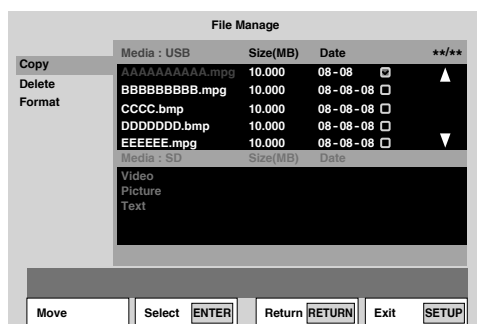 File Manage
Copy
Delete
Format
Media : USB Size(MB) Date **/**
AAAAAAAAAA.mpg 10.000 08-08
BBBBBBBBB.mpg 10.000 08-08-08
CCCC.bmp 10.000 08-08-08
DDDDDDD.bmp 10.000 08-08-08
EEEEEE.mpg 10.000 08-08-08
Media : SD Size(MB) Date
Video
Picture
Text
Move Select ENTER Return RETURN Exit SETUP